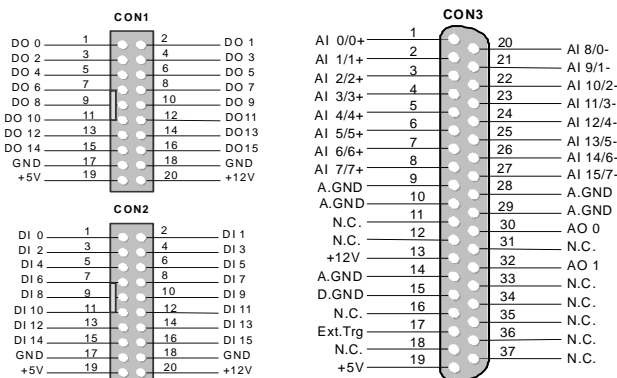 CON1
DO 0 1 2 DO 1
DO 2 3 4 DO 3
DO 4 5 6 DO 5
DO 6 7 8 DO 7
DO 8 9 10 DO 9
DO 10 11 12 DO11
DO 12 13 14 DO13
DO 14 15 16 DO15
GND 17 18 GND
+5V 19 20 +12V
CON2
DI 0 1 2 DI 1
DI 2 3 4 DI 3
DI 4 5 6 DI 5
DI 6 7 8 DI 7
DI 8 9 10 DI 9
DI 10 11 12 DI 11
DI 12 13 14 DI 13
DI 14 15 16 DI 15
GND 17 18 GND
+5V 19 20 +12V
CON3
AI 0/0+ 1
AI 1/1+ 2
AI 2/2+ 3
AI 3/3+ 4
AI 4/4+ 5
AI 5/5+ 6
AI 6/6+ 7
AI 7/7+ 8
A.GND 9
A.GND 10
N.C. 11
N.C. 12
+12V 13
A.GND 14
D.GND 15
N.C. 16
Ext.Trg 17
N.C. 18
+5V 19
20 AI 8/0-
21 AI 9/1-
22 AI 10/2-
23 AI 11/3-
24 AI 12/4-
25 AI 13/5-
26 AI 14/6-
27 AI 15/7-
28 A.GND
29 A.GND
30 AO 0
31 N.C.
32 AO 1
33 N.C.
34 N.C.
35 N.C.
36 N.C.
37 N.C.